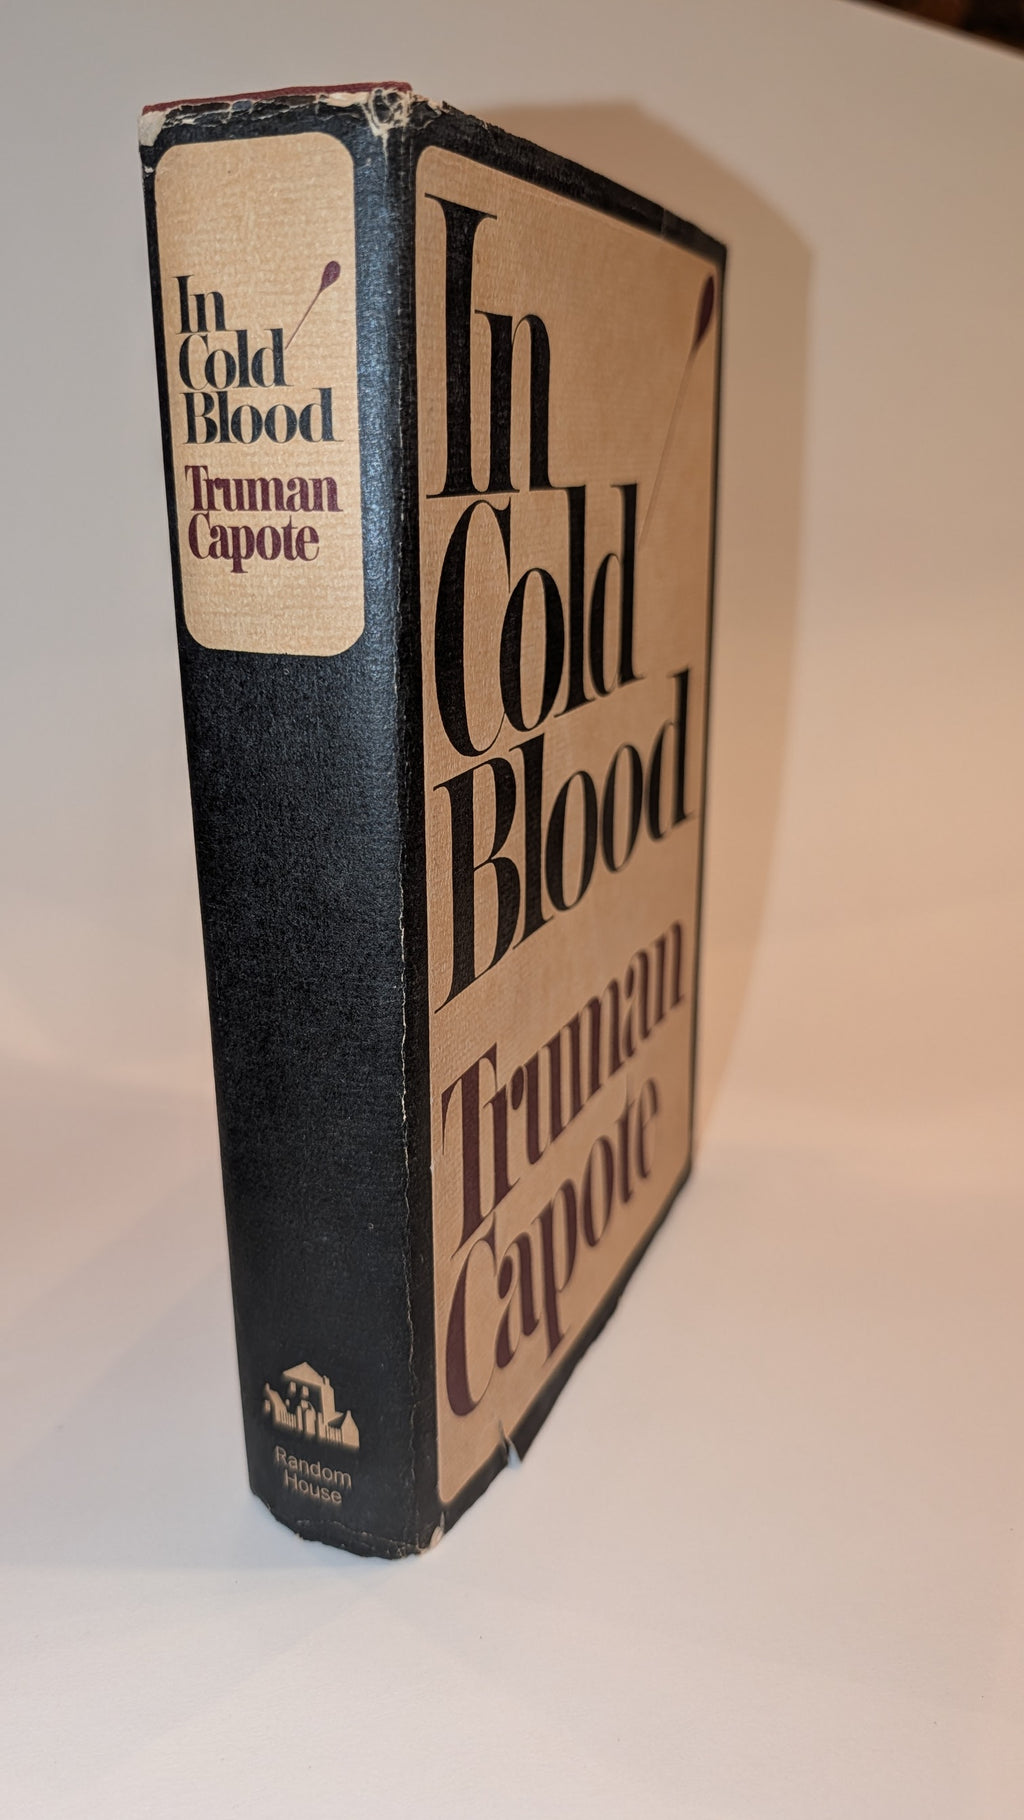 In
Cold
Blood
Truman
Capote
Random
House
In
Cold
Blood
Truman
Capote